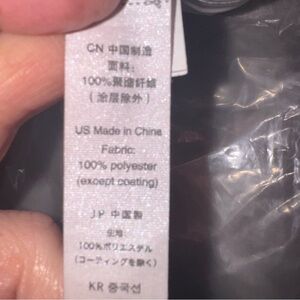 CN 中国制造
面料:
100%聚酯纤维
(涂层除外)
US Made in China
Fabric:
100% polyester
(except coating)
JP 中国製
生地:
100%ポリエステル
(コーティングを除く)
KR 중국산